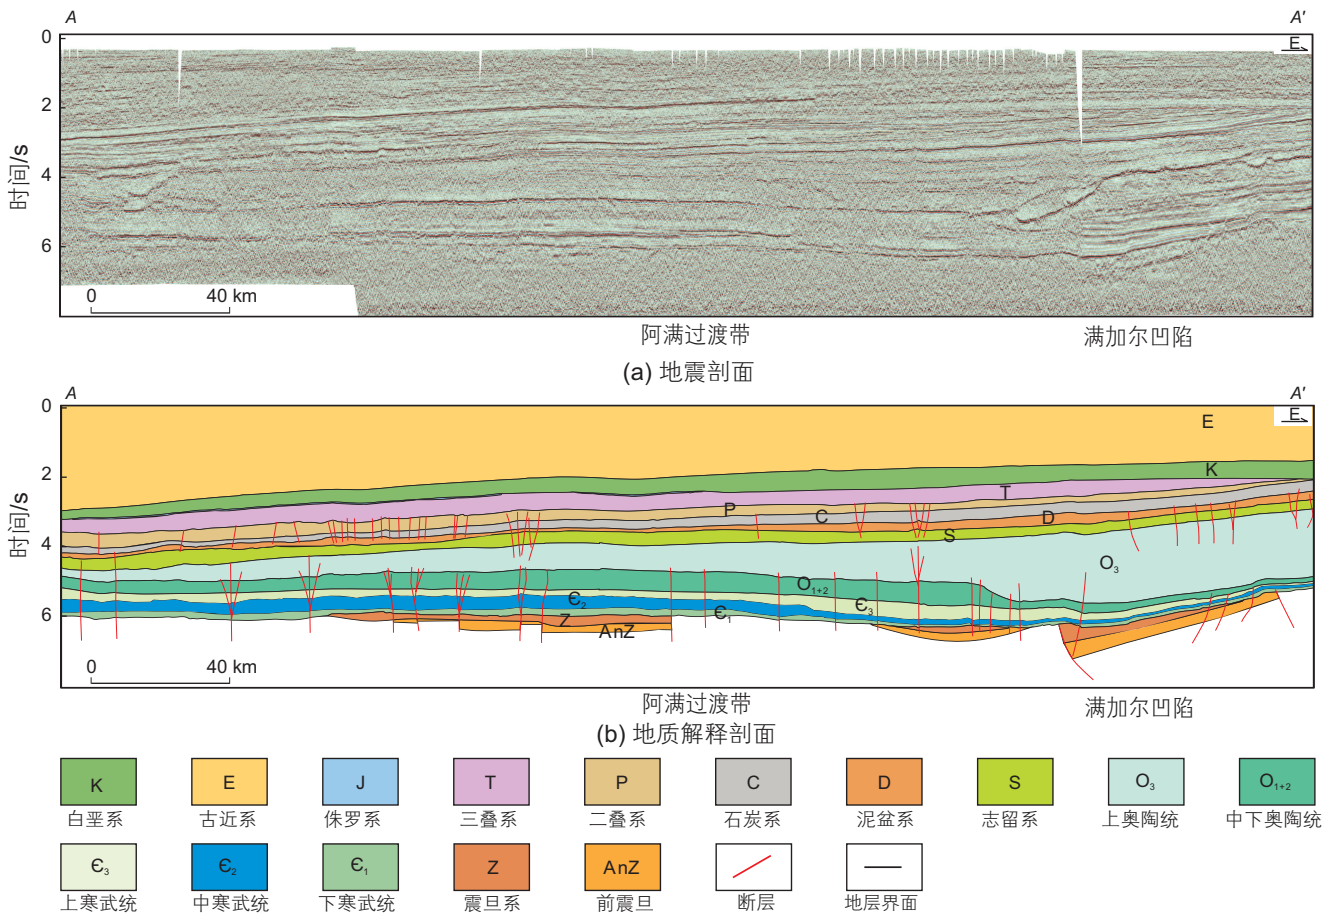 A A′
0
E
2
4
6
时间/s
0 40 km
阿满过渡带 满加尔凹陷
(a) 地震剖面
A A′
0
E
E
K
2
T
P
C
D
S
4
O3
O1+2
Є2
Є3
Є1
6
Z
AnZ
时间/s
0 40 km
阿满过渡带 满加尔凹陷
(b) 地质解释剖面
K E J T P C D S O3 O1+2
白垩系 古近系 侏罗系 三叠系 二叠系 石炭系 泥盆系 志留系 上奥陶统 中下奥陶统
Є3 Є2 Є1 Z AnZ
上寒武统 中寒武统 下寒武统 震旦系 前震旦 断层 地层界面